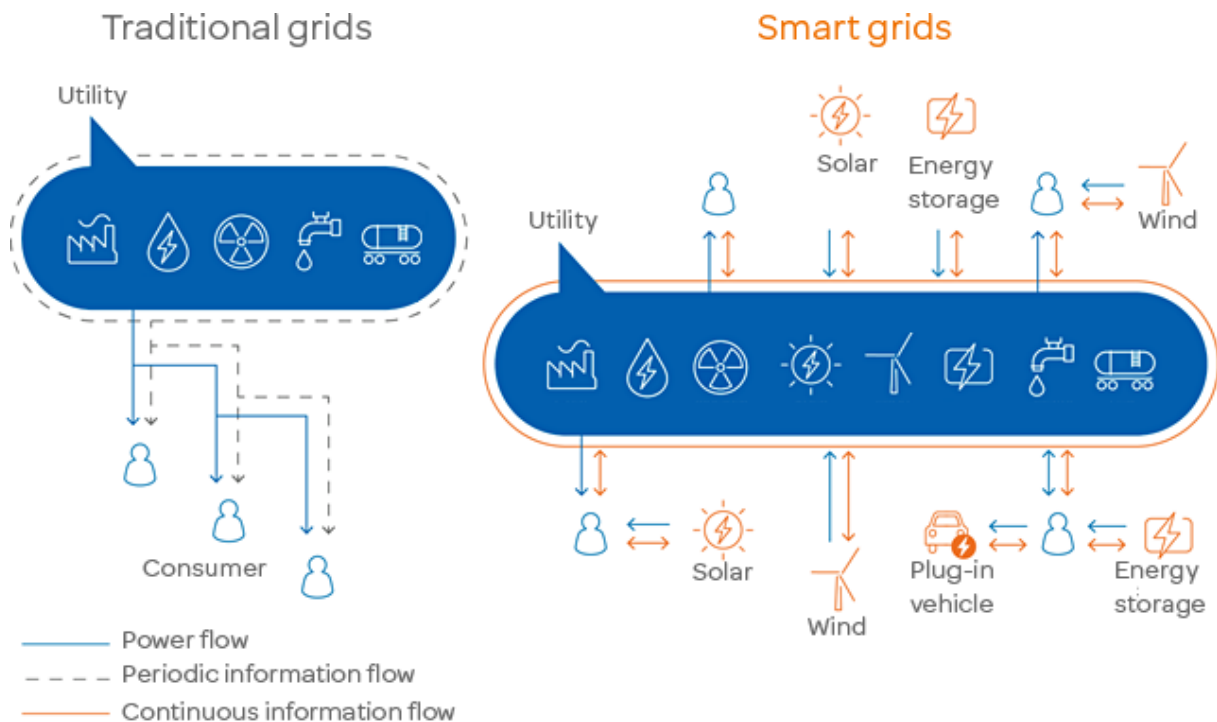 Traditional grids
Smart grids
Utility
Consumer
Power flow
Periodic information flow
Continuous information flow
Solar
Energy
storage
Wind
Utility
Solar
Wind
Plug-in
vehicle
Energy
storage